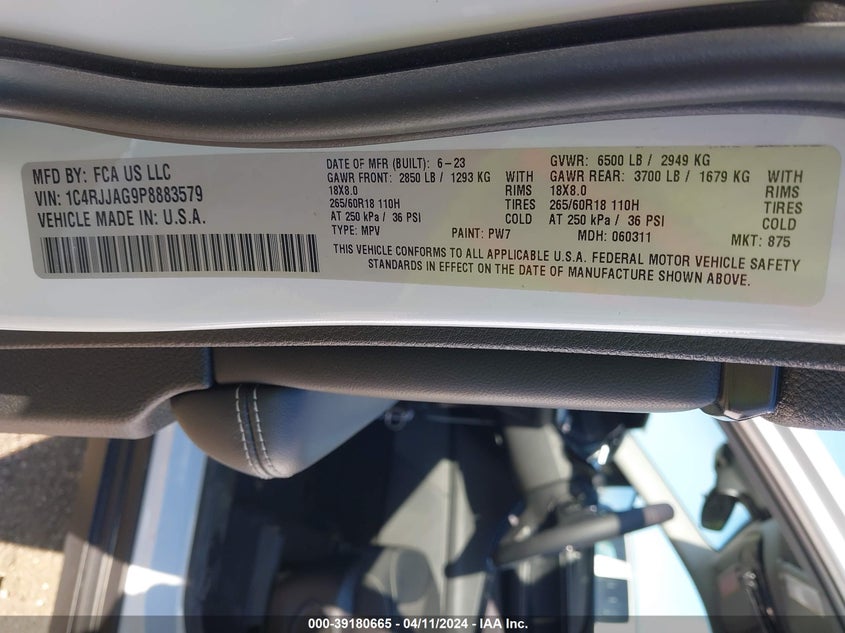 MFD BY: FCA US LLC
VIN: 1C4RJJAG9P8883579
VEHICLE MADE IN: U.S.A.
DATE OF MFR (BUILT): 6-23
GAWR FRONT: 2850 LB / 1293 KG WITH
18X8.0 RIMS
265/60R18 110H TIRES
AT 250 kPa / 36 PSI COLD
TYPE: MPV PAINT: PW7
GVWR: 6500 LB / 2949 KG
GAWR REAR: 3700 LB / 1679 KG WITH
18X8.0 RIMS
265/60R18 110H TIRES
AT 250 kPa / 36 PSI COLD
MDH: 060311 MKT: 875
THIS VEHICLE CONFORMS TO ALL APPLICABLE U.S.A. FEDERAL MOTOR VEHICLE SAFETY
STANDARDS IN EFFECT ON THE DATE OF MANUFACTURE SHOWN ABOVE.
000-39180665 - 04/11/2024 - IAA Inc.